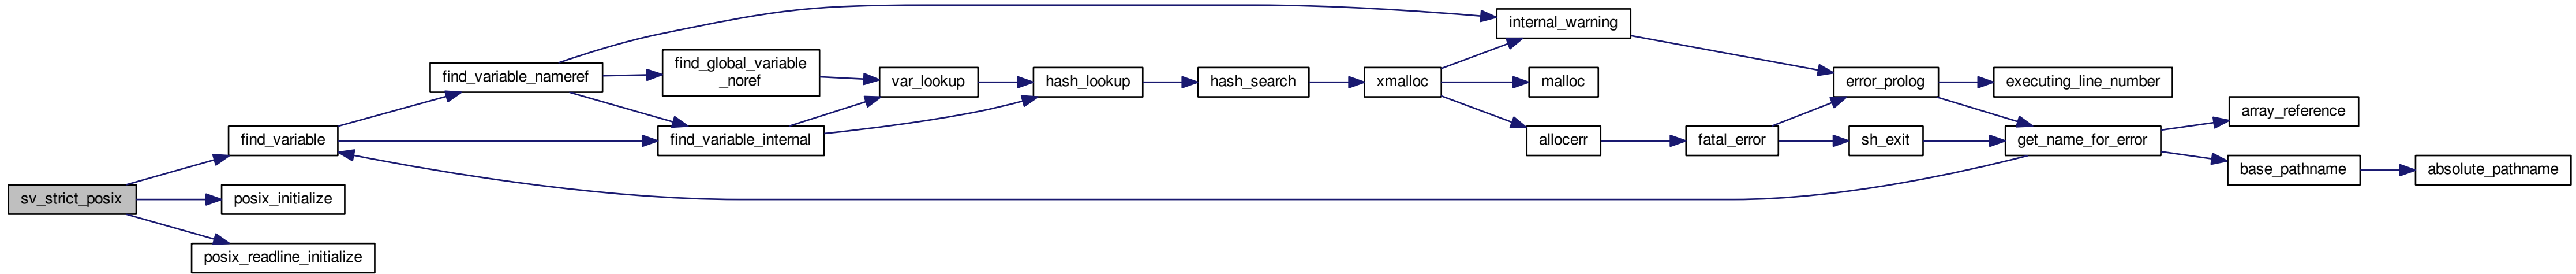 internal_warning
find_variable_nameref
find_global_variable
_noref
var_lookup
hash_lookup
hash_search
xmalloc
malloc
error_prolog
executing_line_number
array_reference
find_variable
find_variable_internal
allocerr
fatal_error
sh_exit
get_name_for_error
base_pathname
absolute_pathname
sv_strict_posix
posix_initialize
posix_readline_initialize